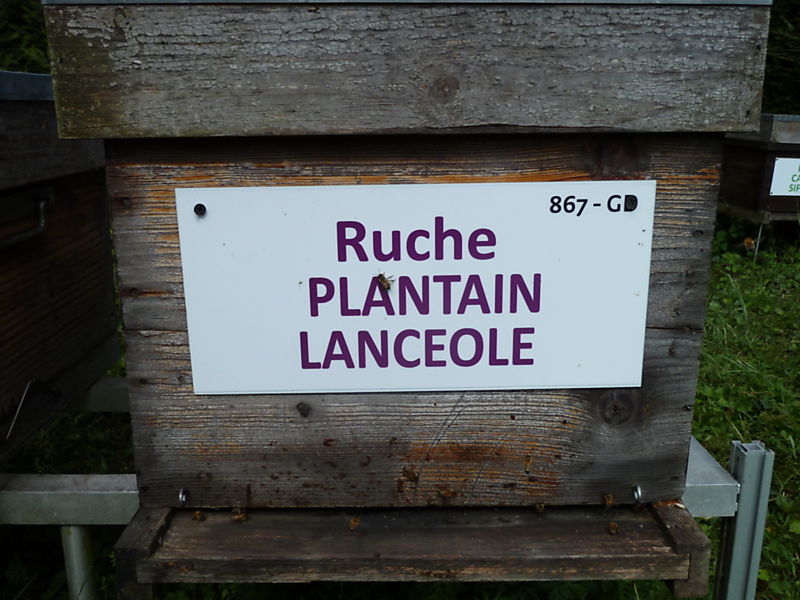 867 - GD
Ruche
PLANTAIN
LANCEOLE